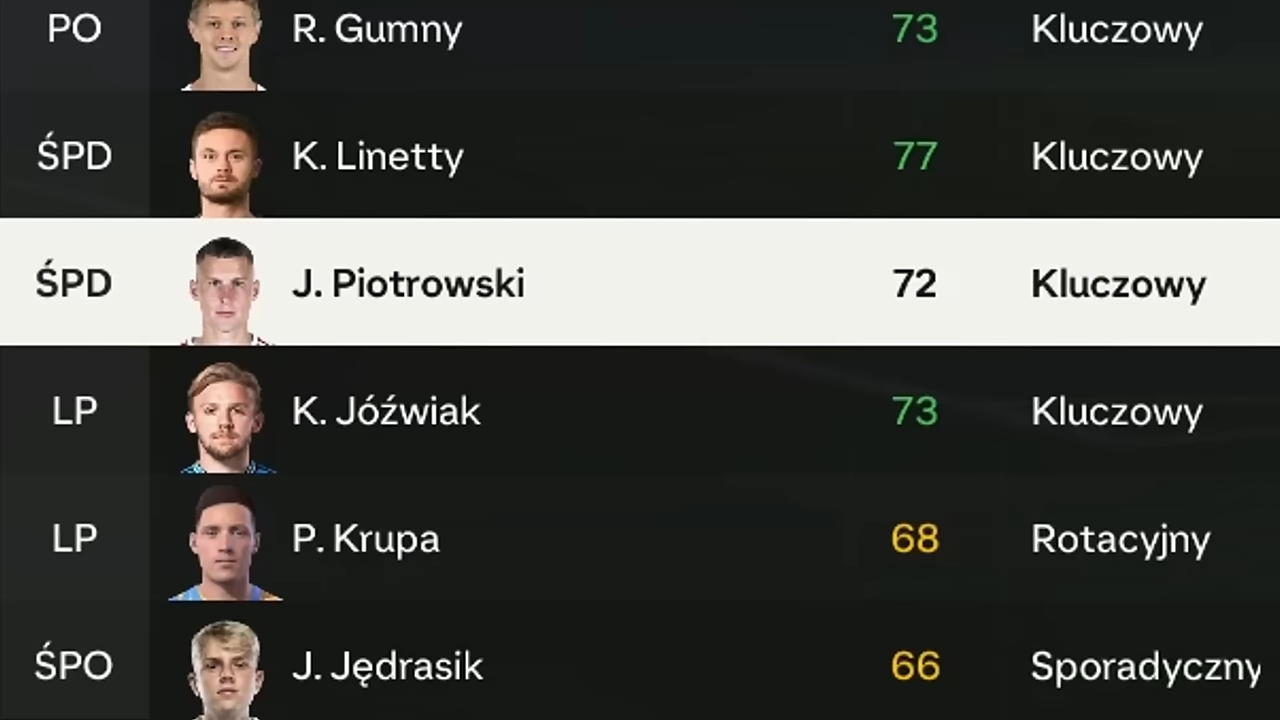 PO R. Gumny 73 Kluczowy
ŚPD K. Linetty 77 Kluczowy
ŚPD J. Piotrowski 72 Kluczowy
LP K. Jóźwiak 73 Kluczowy
LP P. Krupa 68 Rotacyjny
ŚPO J. Jędrasik 66 Sporadyczny